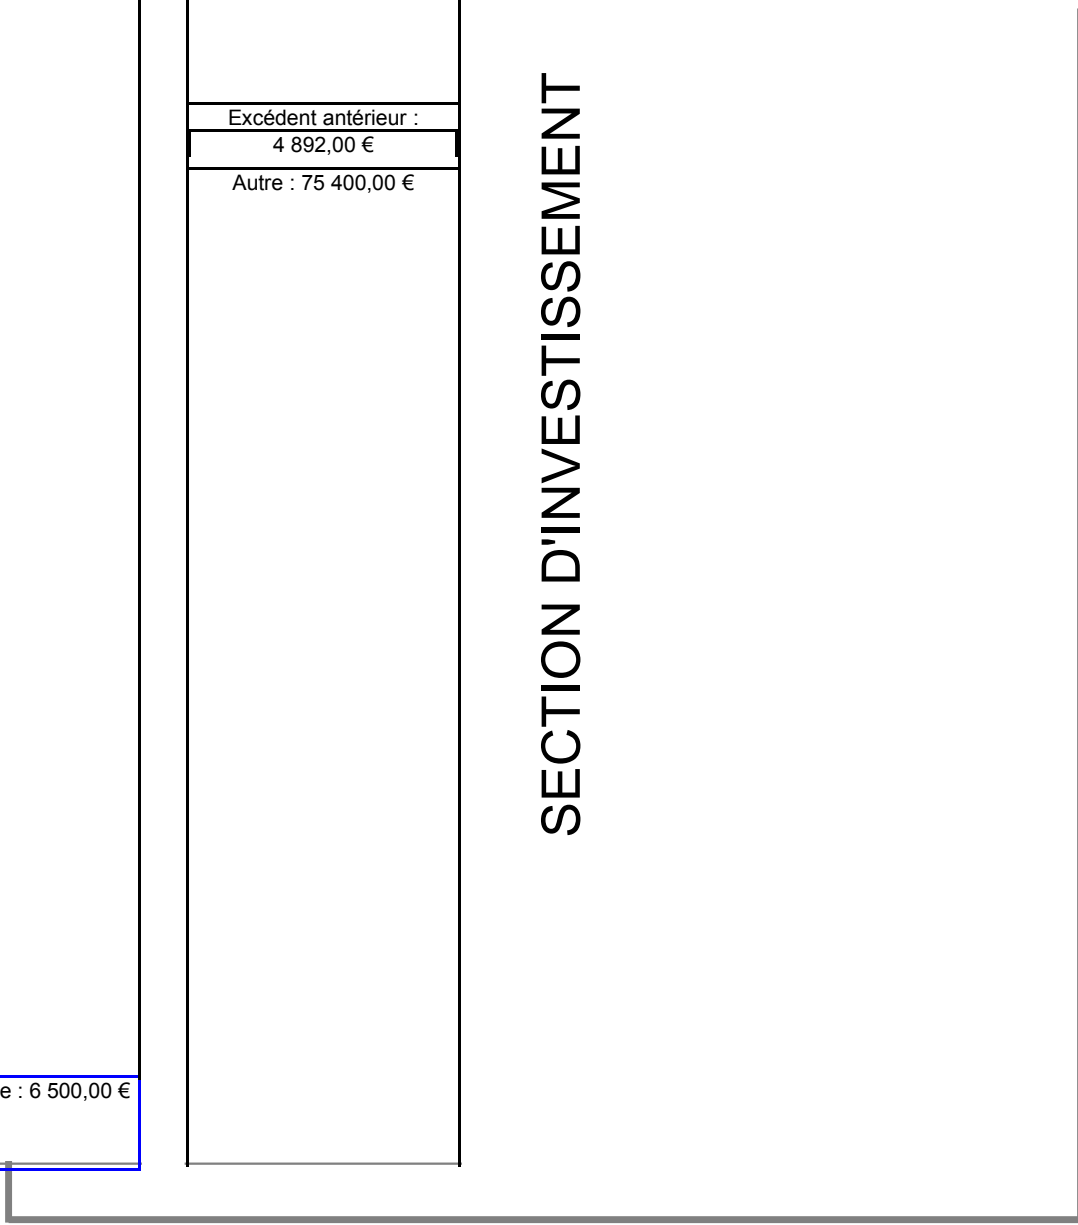 Excédent antérieur :
4 892,00 €
Autre : 75 400,00 €
SECTION D'INVESTISSEMENT
e : 6 500,00 €